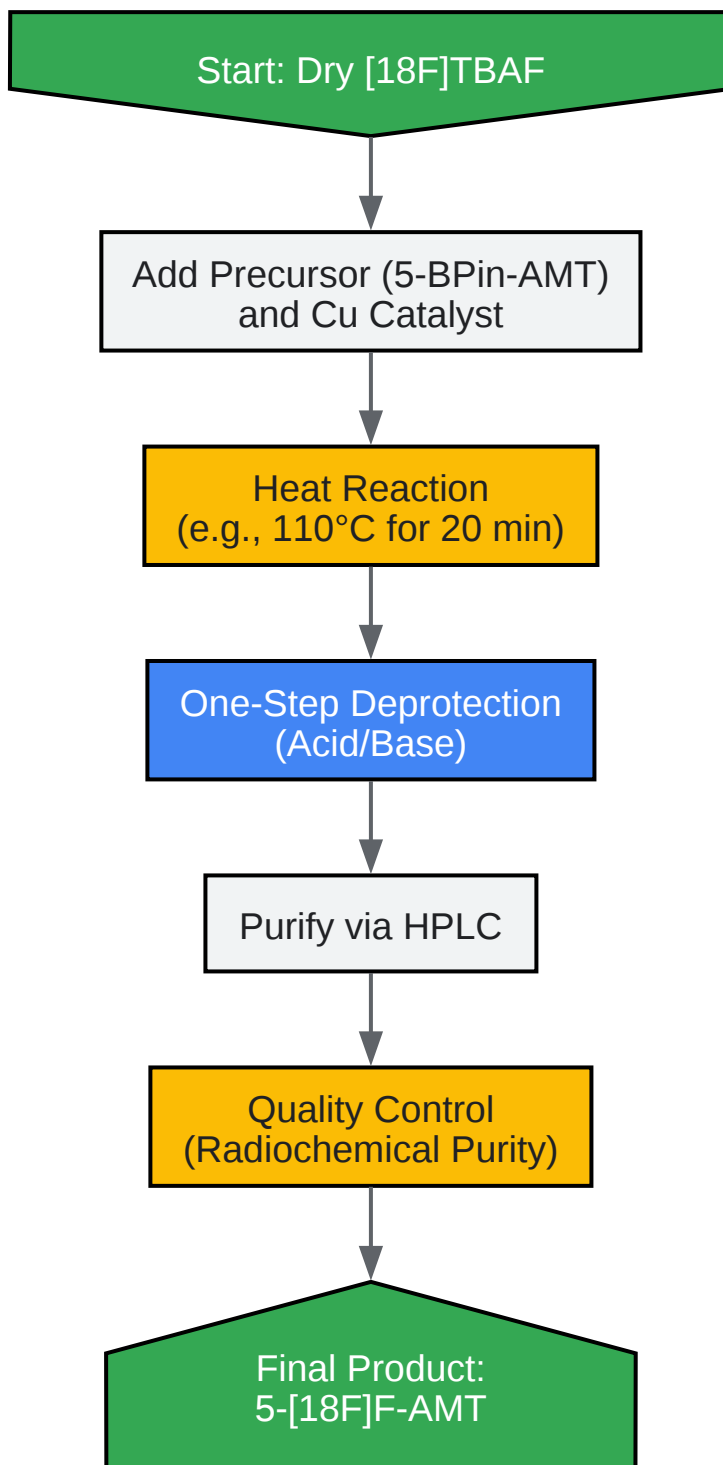 Start: Dry [18F]TBAF
Add Precursor (5-BPin-AMT)
and Cu Catalyst
Heat Reaction
(e.g., 110°C for 20 min)
One-Step Deprotection
(Acid/Base)
Purify via HPLC
Quality Control
(Radiochemical Purity)
Final Product:
5-[18F]F-AMT